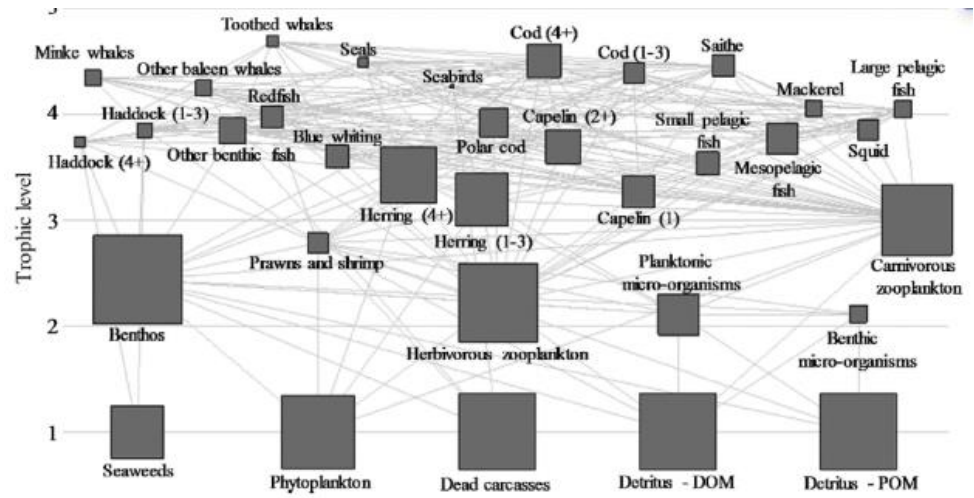 5
Toothed whales
Minke whales
Seals
Cod (4+)
Cod (1-3)
Saithe
Other baleen whales
Seabirds
Large pelagic
fish
Mackerel
4
Haddock (1-3)
Redfish
Capelin (2+)
Small pelagic
fish
Blue whiting
Polar cod
Haddock (4+)
Other benthic fish
Squid
Mesopelagic
fish
Trophic level
3
Herring (4+)
Capelin (1)
Herring (1-3)
Prawns and shrimp
Planktonic
micro-organisms
Carnivorous
zooplankton
2
Benthos
Herbivorous zooplankton
Benthic
micro-organisms
1
Seaweeds
Phytoplankton
Dead carcasses
Detritus - DOM
Detritus - POM